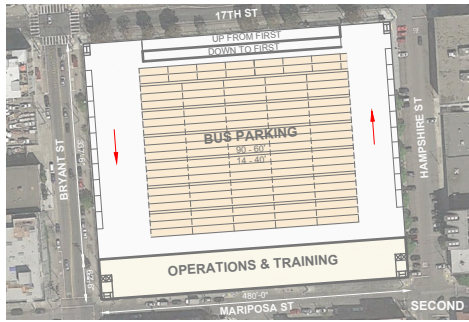 17TH ST
UP FROM FIRST
DOWN TO FIRST
BUS PARKING
90 - 60'
14 - 40'
BRYANT ST
HAMPSHIRE ST
OPERATIONS & TRAINING
480'-0"
MARIPOSA ST
SECOND